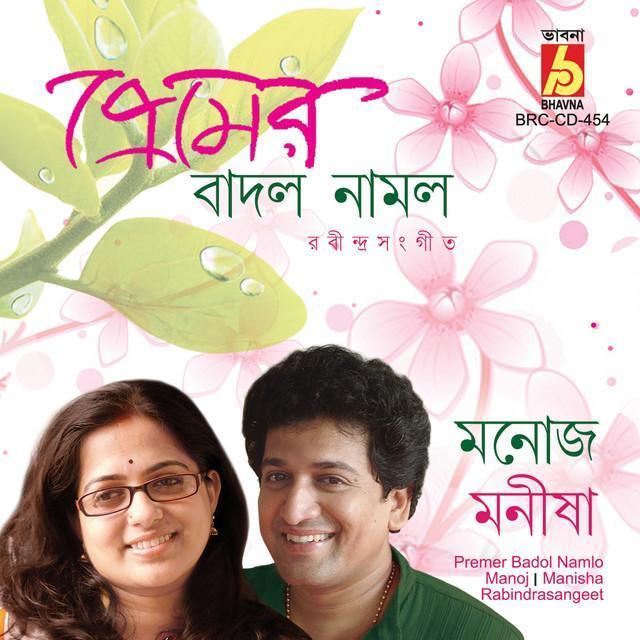 ভাবনা
BHAVNA
BRC-CD-454
প্রেমের
বাদল নামল
রবীন্দ্রসংগীত
মনোজ
মনীষা
Premer Badol Namlo
Manoj | Manisha
Rabindrasangeet